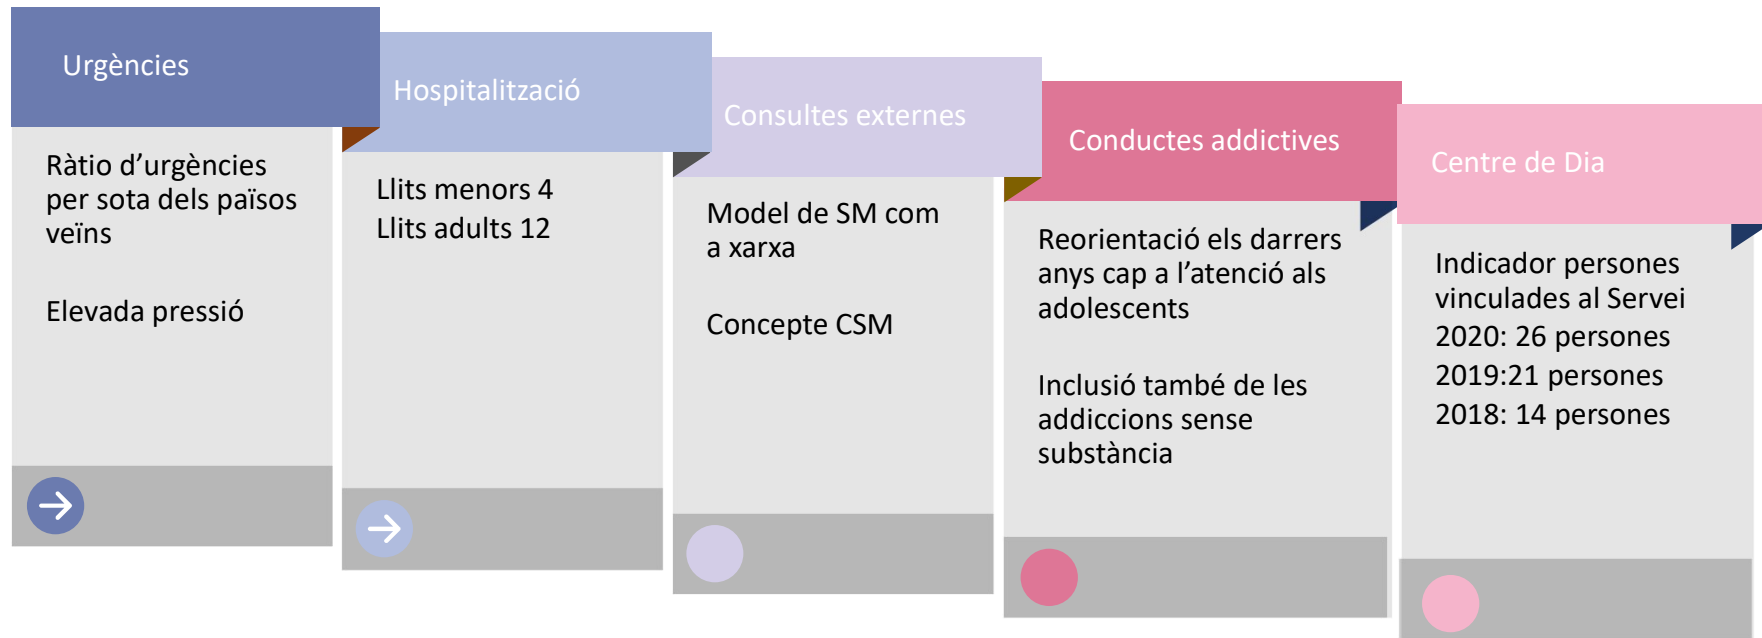 Urgències
Ràtio d’urgències
per sota dels països
veïns
Elevada pressió
Hospitalització
Llits menors 4
Llits adults 12
Consultes externes
Model de SM com
a xarxa
Concepte CSM
Conductes addictives
Reorientació els darrers
anys cap a l’atenció als
adolescents
Inclusió també de les
addiccions sense
substància
Centre de Dia
Indicador persones
vinculades al Servei
2020: 26 persones
2019:21 persones
2018: 14 persones